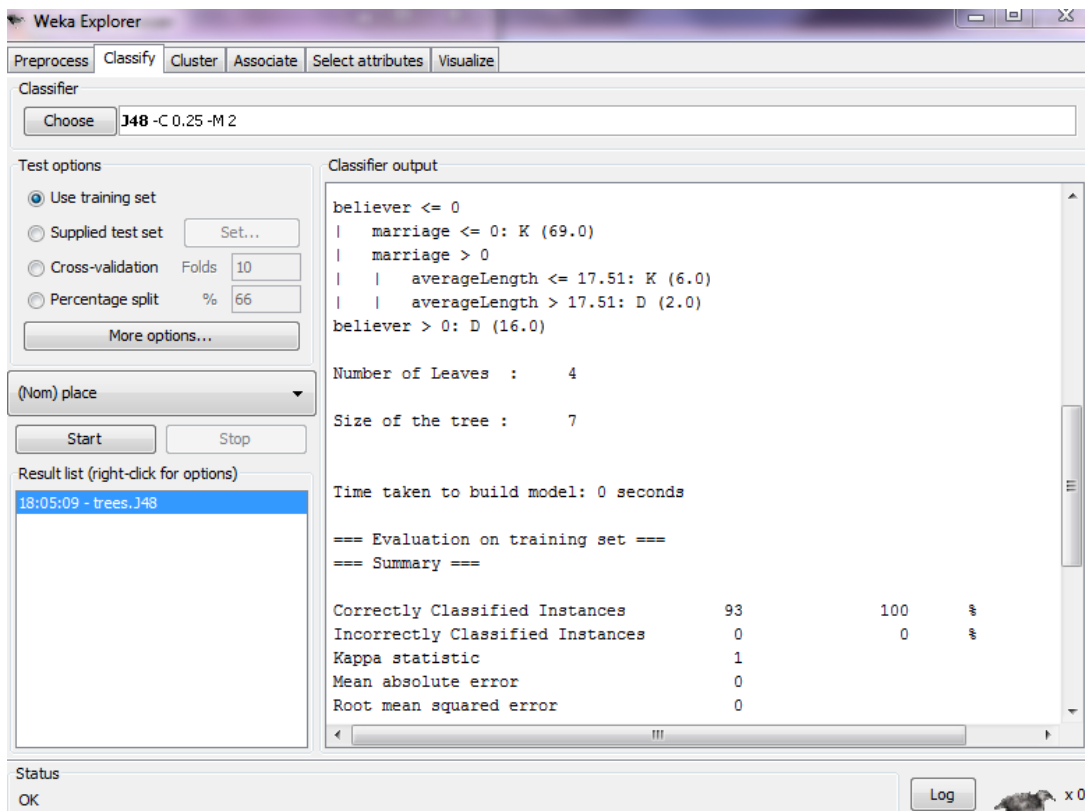 Weka Explorer
Preprocess Classify Cluster Associate Select attributes Visualize
Classifier
Choose J48 -C 0.25 -M 2
Test options
Use training set
Supplied test set Set...
Cross-validation Folds 10
Percentage split % 66
More options...
(Nom) place
Start Stop
Result list (right-click for options)
18:05:09 - trees.J48
Classifier output
believer <= 0
|   marriage <= 0: K (69.0)
|   marriage > 0
|   |   averageLength <= 17.51: K (6.0)
|   |   averageLength > 17.51: D (2.0)
believer > 0: D (16.0)
Number of Leaves  :     4
Size of the tree :     7
Time taken to build model: 0 seconds
=== Evaluation on training set ===
=== Summary ===
Correctly Classified Instances          93               100      %
Incorrectly Classified Instances         0                 0      %
Kappa statistic                          1
Mean absolute error                      0
Root mean squared error                  0
Status
OK
Log x 0